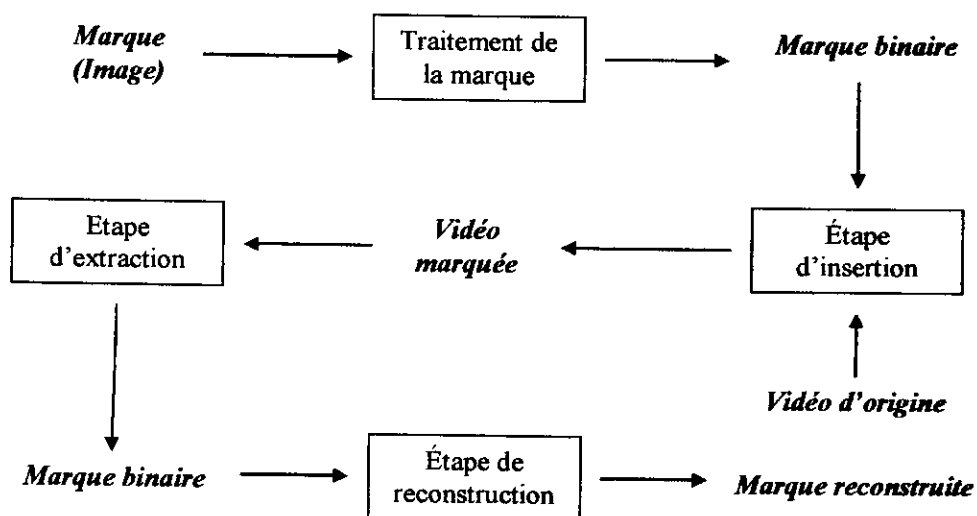 Marque
(Image)
Traitement de
la marque
Marque binaire
Etape
d'extraction
Vidéo
marquée
Étape
d'insertion
Vidéo d'origine
Marque binaire
Étape de
reconstruction
Marque reconstruite